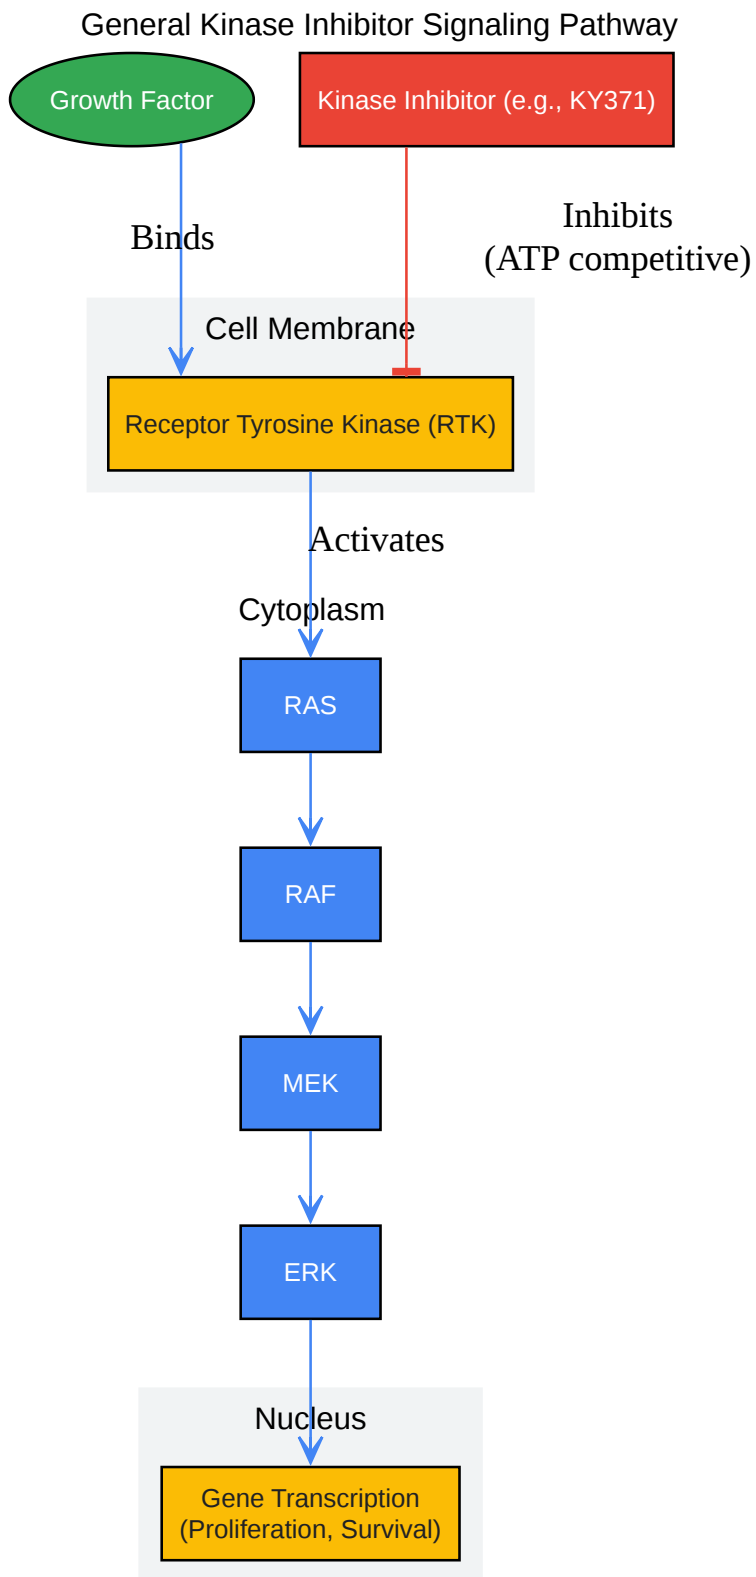 General Kinase Inhibitor Signaling Pathway
Growth Factor
Kinase Inhibitor (e.g., KY371)
Binds
Inhibits
(ATP competitive)
Cell Membrane
Receptor Tyrosine Kinase (RTK)
Activates
Cytoplasm
RAS
RAF
MEK
ERK
Nucleus
Gene Transcription
(Proliferation, Survival)